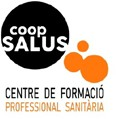 coop
SALUS
CENTRE DE FORMACIÓ
PROFESSIONAL SANITÀRIA